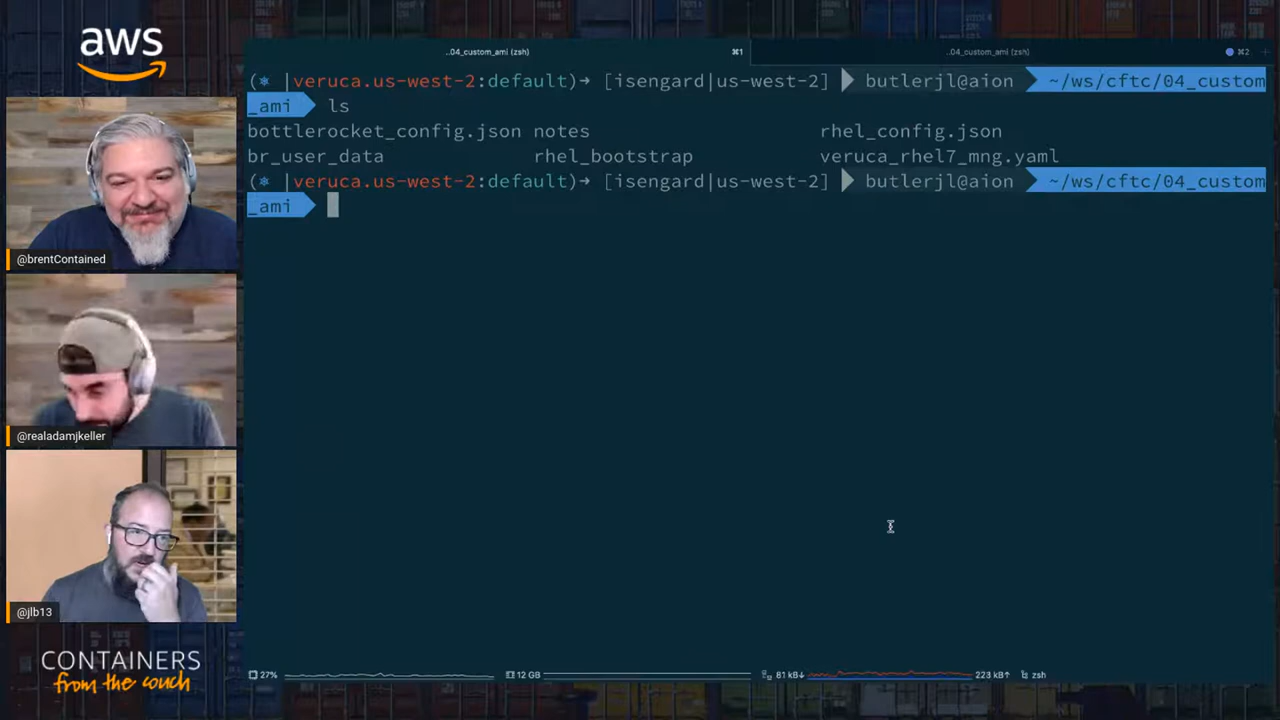 aws
..04_custom_ami (zsh) ⌘1 ..04_custom_ami (zsh) ⌘2
(* |veruca.us-west-2:default)→ [isengard|us-west-2] butlerjl@aion ~/ws/cftc/04_custom
_ami ls
bottlerocket_config.json notes rhel_config.json
br_user_data rhel_bootstrap veruca_rhel7_mng.yaml
(* |veruca.us-west-2:default)→ [isengard|us-west-2] butlerjl@aion ~/ws/cftc/04_custom
_ami
@brentContained
@realadamjkeller
@jlb13
CONTAINERS
from the couch
27% 12 GB 81 kB↓ 223 kB↑ zsh